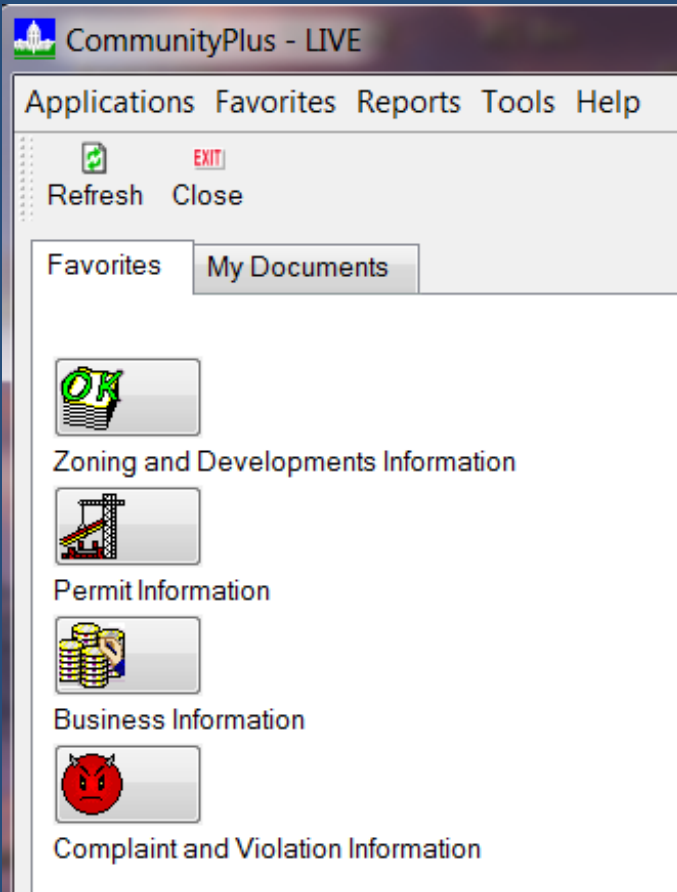 CommunityPlus - LIVE
Applications Favorites Reports Tools Help
EXIT
Refresh Close
Favorites My Documents
OK
Zoning and Developments Information
Permit Information
Business Information
Complaint and Violation Information